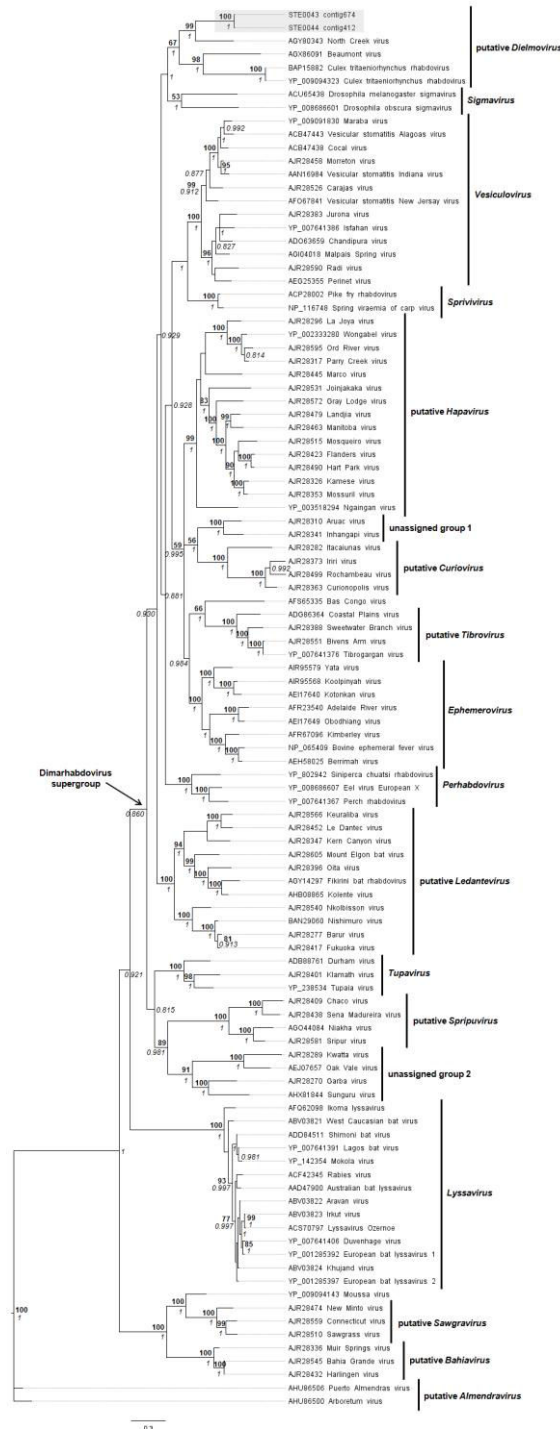 STE0043 contig674
STE0044 contig412
AGY80343 North Creek virus
AGX86091 Beaumont virus
BAP15882 Culex tritaeniorhynchus rhabdovirus
YP_009094323 Culex tritaeniorhynchus rhabdovirus
putative Dielmovirus
ACU65438 Drosophila melanogaster sigmavirus
YP_008686601 Drosophila obscura sigmavirus
Sigmavirus
YP_009091830 Maraba virus
ACB47443 Vesicular stomatitis Alagoas virus
ACB47438 Cocal virus
AJR28458 Morreton virus
AAN16984 Vesicular stomatitis Indiana virus
AJR28526 Carajas virus
AFO67841 Vesicular stomatitis New Jersay virus
AJR28383 Jurona virus
YP_007641386 Isfahan virus
ADO63659 Chandipura virus
AGI04018 Malpais Spring virus
AJR28590 Radi virus
AEG25355 Perinet virus
Vesiculovirus
ACP28002 Pike fry rhabdovirus
NP_116748 Spring viraemia of carp virus
Sprivivirus
AJR28296 La Joya virus
YP_002333280 Wongabel virus
AJR28595 Ord River virus
AJR28317 Parry Creek virus
AJR28445 Marco virus
AJR28531 Joinjakaka virus
AJR28572 Gray Lodge virus
AJR28479 Landjia virus
AJR28463 Manitoba virus
AJR28515 Mosqueiro virus
AJR28423 Flanders virus
AJR28490 Hart Park virus
AJR28326 Kamese virus
AJR28353 Mossuril virus
YP_003518294 Ngaingan virus
putative Hapavirus
AJR28310 Aruac virus
AJR28341 Inhangapi virus
unassigned group 1
AJR28282 Itacaiunas virus
AJR28373 Iriri virus
AJR28499 Rochambeau virus
AJR28363 Curionopolis virus
putative Curiovirus
AFS65335 Bas Congo virus
ADG86364 Coastal Plains virus
AJR28388 Sweetwater Branch virus
AJR28551 Bivens Arm virus
YP_007641376 Tibrogargan virus
putative Tibrovirus
AIR95579 Yata virus
AIR95568 Koolpinyah virus
AEI17640 Kotonkan virus
AFR23540 Adelaide River virus
AEI17649 Obodhiang virus
AFR67096 Kimberley virus
NP_065409 Bovine ephemeral fever virus
AEH58025 Berrimah virus
Ephemerovirus
YP_802942 Siniperca chuatsi rhabdovirus
YP_008686607 Eel virus European X
YP_007641367 Perch rhabdovirus
Perhabdovirus
Dimarhabdovirus
supergroup
AJR28566 Keuraliba virus
AJR28452 Le Dantec virus
AJR28347 Kern Canyon virus
AJR28605 Mount Elgon bat virus
AJR28396 Oita virus
AGY14297 Fikirini bat rhabdovirus
AHB08865 Kolente virus
AJR28540 Nkolbisson virus
BAN29060 Nishimuro virus
AJR28277 Barur virus
AJR28417 Fukuoka virus
putative Ledantevirus
ADB88761 Durham virus
AJR28401 Klamath virus
YP_238534 Tupaia virus
Tupavirus
AJR28409 Chaco virus
AJR28438 Sena Madureira virus
AGO44084 Niakha virus
AJR28581 Sripur virus
putative Spripuvirus
AJR28289 Kwatta virus
AEJ07657 Oak Vale virus
AJR28270 Garba virus
AHX81844 Sunguru virus
unassigned group 2
AFQ62098 Ikoma lyssavirus
ABV03821 West Caucasian bat virus
ADD84511 Shimoni bat virus
YP_007641391 Lagos bat virus
YP_142354 Mokola virus
ACF42345 Rabies virus
AAD47900 Australian bat lyssavirus
ABV03822 Aravan virus
ABV03823 Irkut virus
ACS70797 Lyssavirus Ozernoe
YP_007641406 Duvenhage virus
YP_001285392 European bat lyssavirus 1
ABV03824 Khujand virus
YP_001285397 European bat lyssavirus 2
Lyssavirus
YP_009094143 Moussa virus
AJR28474 New Minto virus
AJR28559 Connecticut virus
AJR28510 Sawgrass virus
putative Sawgravirus
AJR28336 Muir Springs virus
AJR28545 Bahia Grande virus
AJR28432 Harlingen virus
putative Bahiavirus
AHU86506 Puerto Almendras virus
AHU86500 Arboretum virus
putative Almendravirus